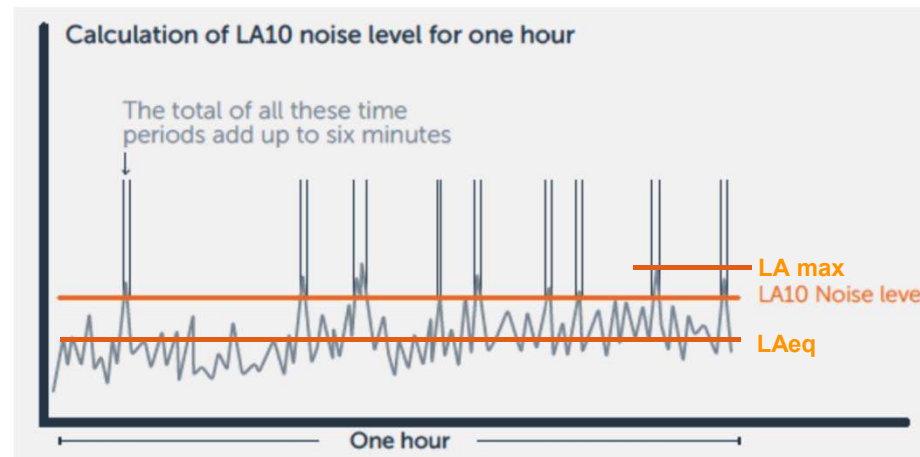 Calculation of LA10 noise level for one hour
The total of all these time
periods add up to six minutes
LA max
LA10 Noise leve
LAeq
One hour